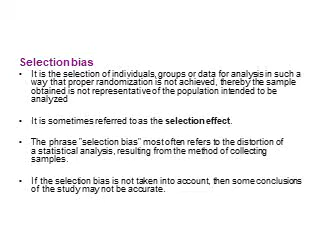 Selection bias
• It is the selection of individuals, groups or data for analysis in such a
way that proper randomization is not achieved, thereby the sample
obtained is not representative of the population intended to be
analyzed
• It is sometimes referred to as the selection effect.
• The phrase "selection bias" most often refers to the distortion of
a statistical analysis, resulting from the method of collecting
samples.
• If the selection bias is not taken into account, then some conclusions
of the study may not be accurate.